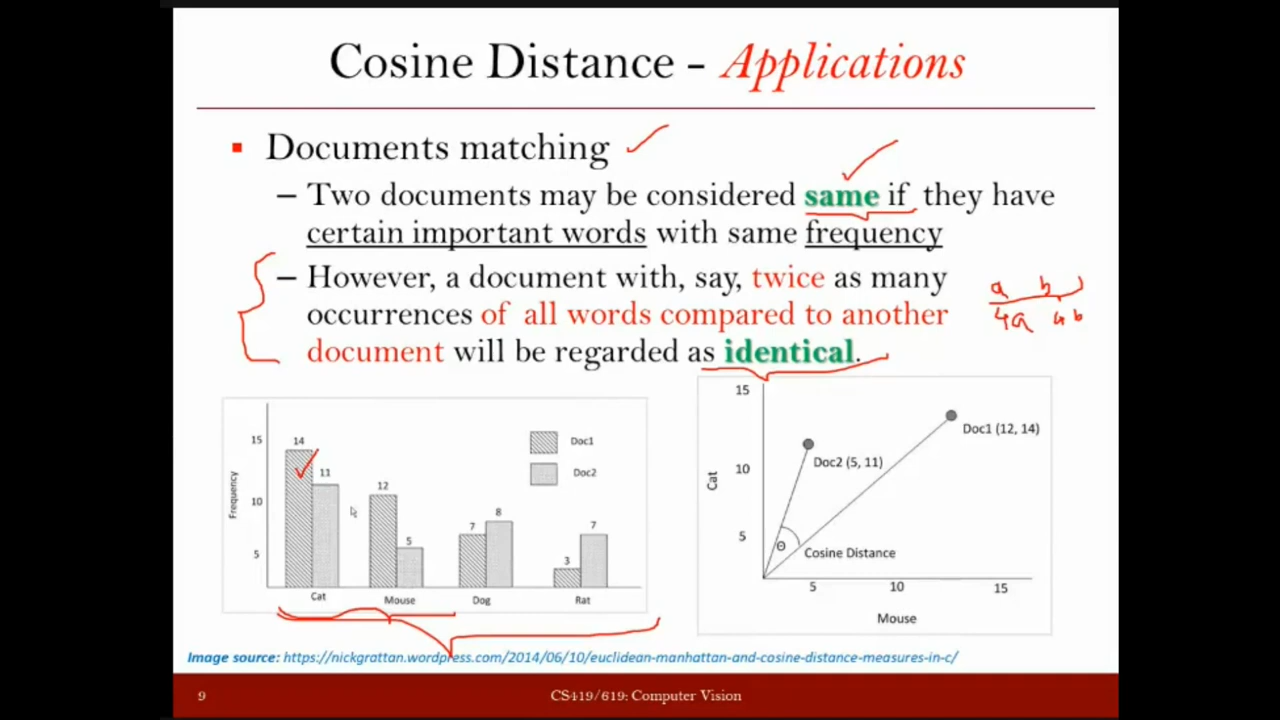 Cosine Distance - Applications
Documents matching
– Two documents may be considered same if they have
certain important words with same frequency
– However, a document with, say, twice as many
occurrences of all words compared to another
document will be regarded as identical.
a b
4a 4b
15
10
5
Frequency
14
11
12
5
7
8
3
7
Cat
Mouse
Dog
Rat
Doc1
Doc2
15
10
5
Cat
Doc1 (12, 14)
Doc2 (5, 11)
Θ
Cosine Distance
5
10
15
Mouse
Image source: https://nickgrattan.wordpress.com/2014/06/10/euclidean-manhattan-and-cosine-distance-measures-in-c/
9
CS419/619: Computer Vision